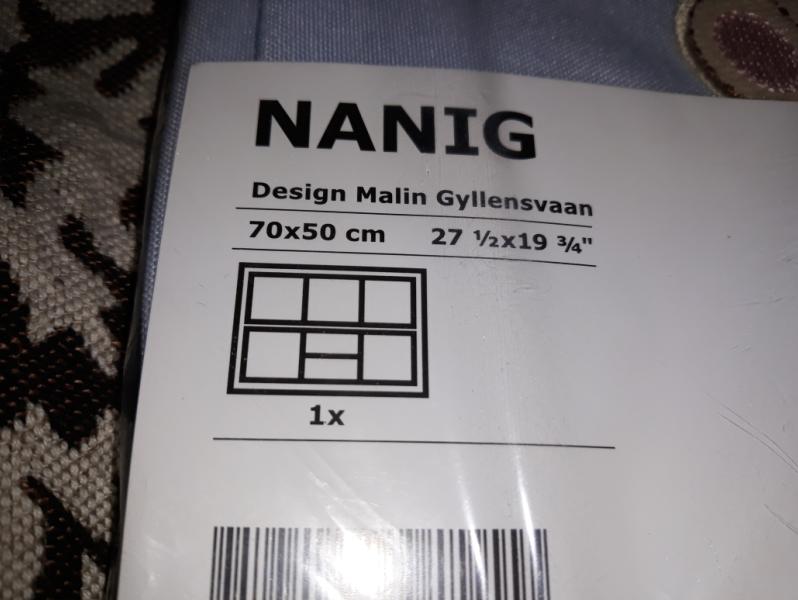 NANIG
Design Malin Gyllensvaan
70x50 cm 27 ½x19 ¾"
1x